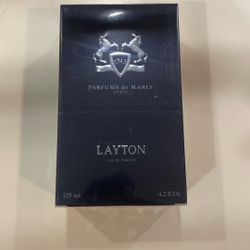 1743
PARFUMS de MARLY
PARIS
LAYTON
EAU DE PARFUM
125 ml 4.2 fl Oz